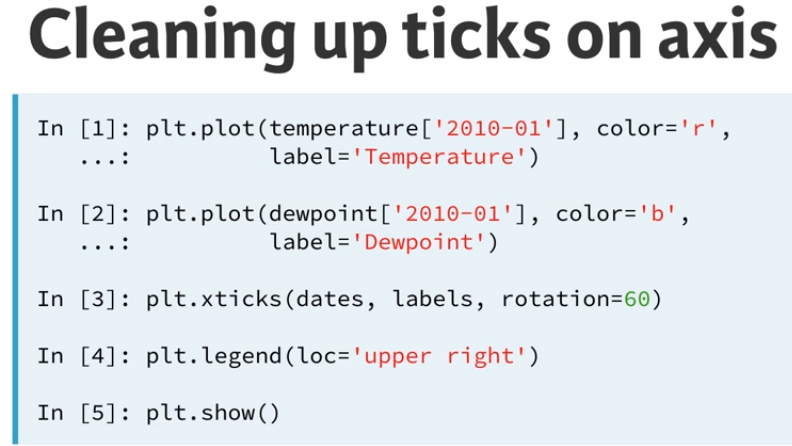 Cleaning up ticks on axis
In [1]: plt.plot(temperature['2010-01'], color='r',
...: label='Temperature')
In [2]: plt.plot(dewpoint['2010-01'], color='b',
...: label='Dewpoint')
In [3]: plt.xticks(dates, labels, rotation=60)
In [4]: plt.legend(loc='upper right')
In [5]: plt.show()